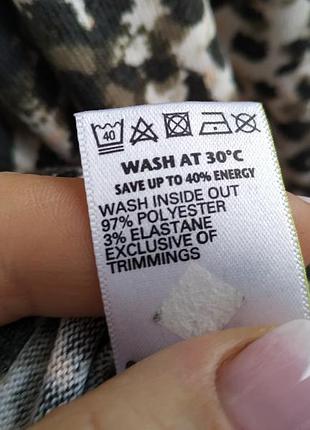 40
WASH AT 30°C
SAVE UP TO 40% ENERGY
WASH INSIDE OUT
97% POLYESTER
3% ELASTANE
EXCLUSIVE OF
TRIMMINGS